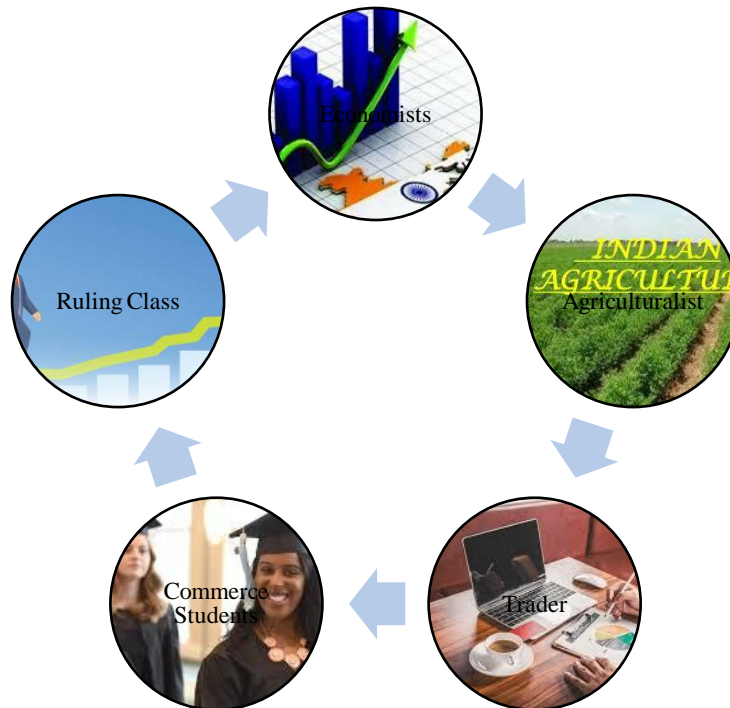 Economists
INDIAN
AGRICULTU
Agriculturalist
Trader
Commerce
Students
Ruling Class